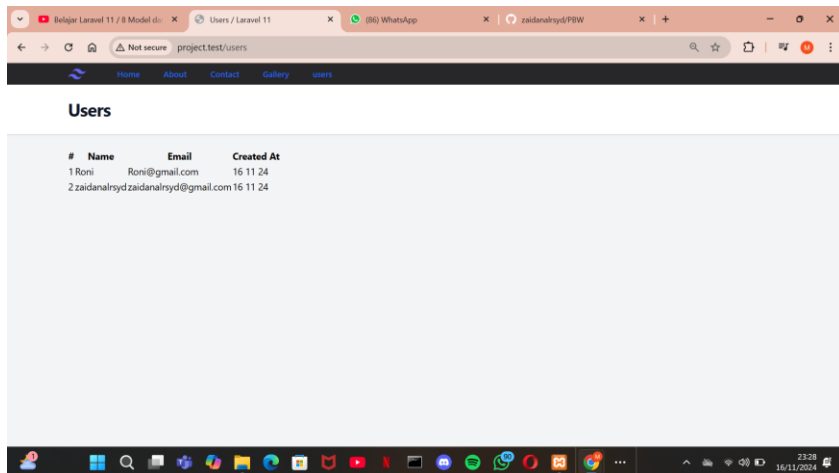 Belajar Laravel 11 / 8 Model da
Users / Laravel 11
(86) WhatsApp
zaidanalrsyd/PBW
Not secure project.test/users
Home About Contact Gallery users
Users
# Name Email Created At
1 Roni Roni@gmail.com 16 11 24
2 zaidanalrsyd zaidanalrsyd@gmail.com 16 11 24
23:28
16/11/2024